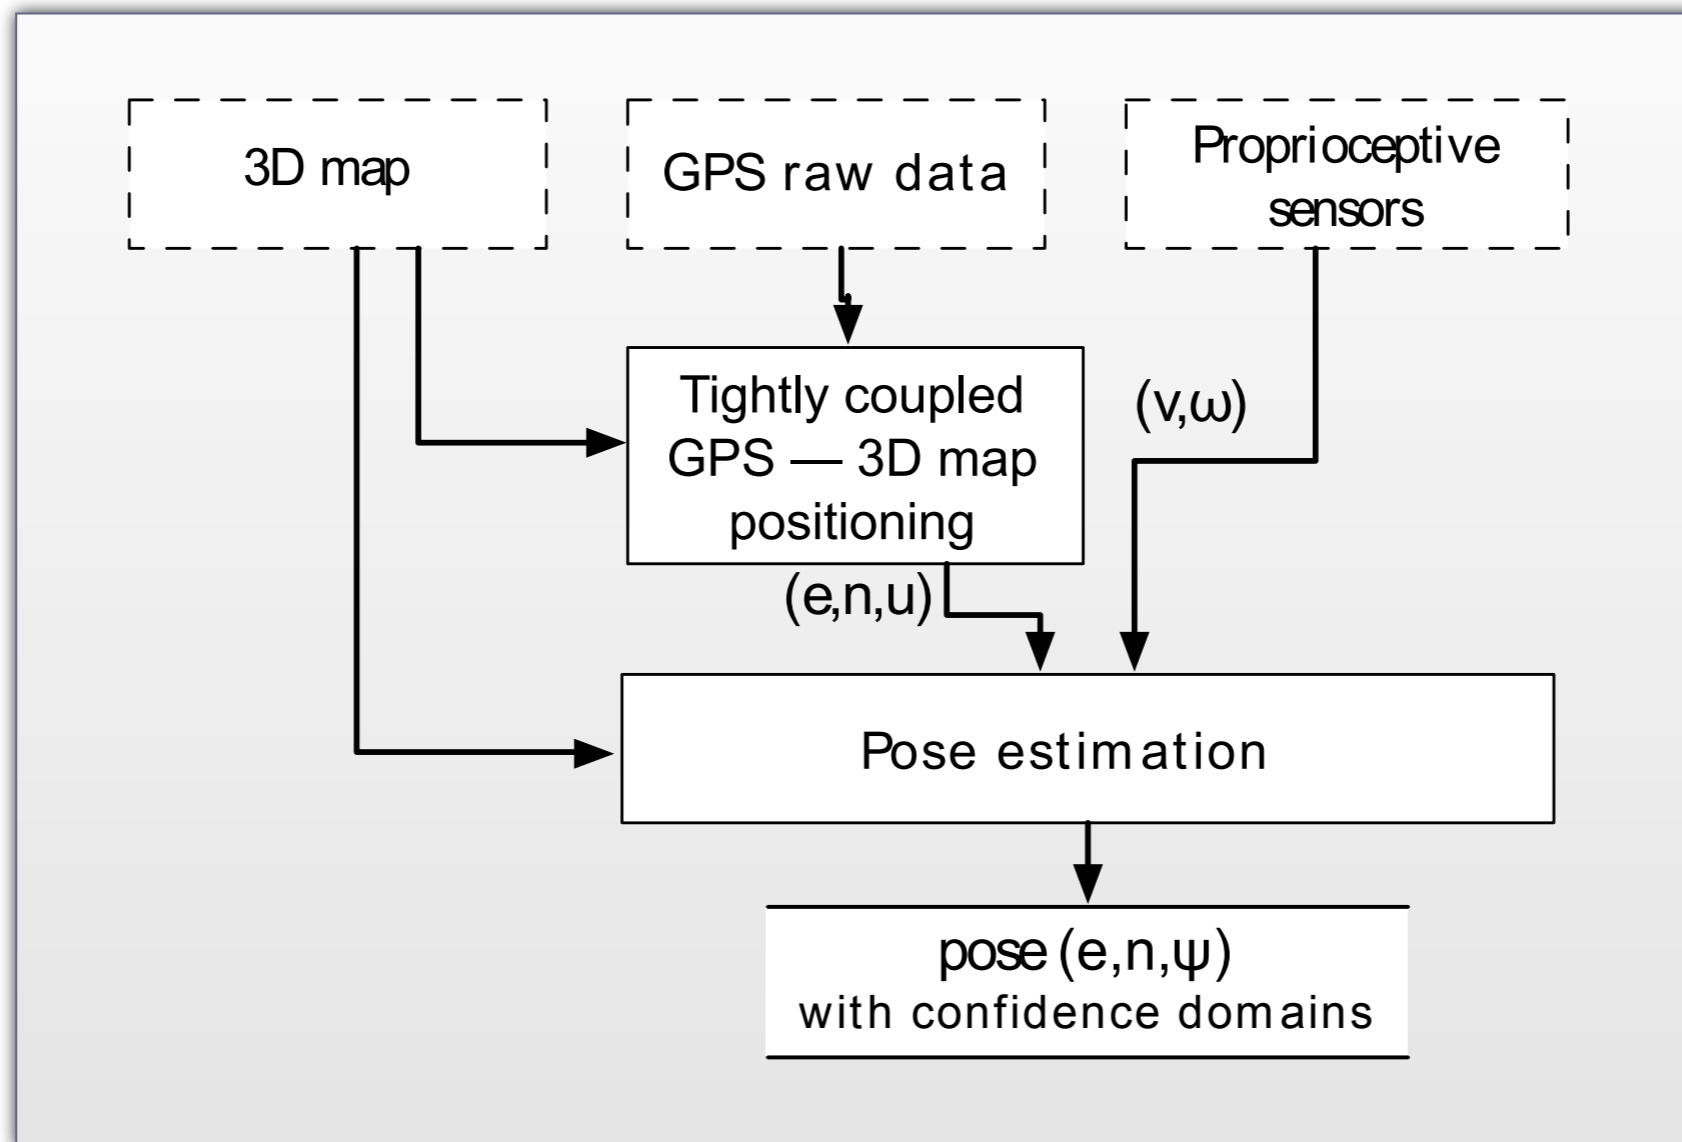 3D map
GPS raw data
Proprioceptive
sensors
Tightly coupled
GPS — 3D map
positioning
(v,ω)
(e,n,u)
Pose estimation
pose (e,n,ψ)
with confidence domains